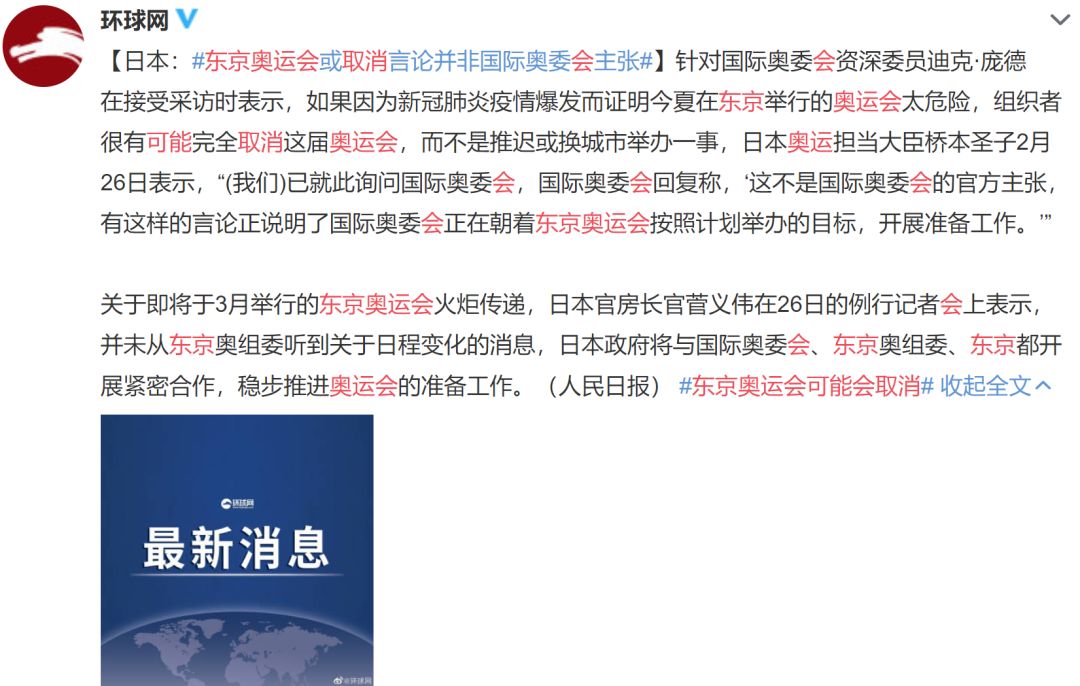 环球网
【日本：#东京奥运会或取消言论并非国际奥委会主张#】针对国际奥委会资深委员迪克·庞德
在接受采访时表示，如果因为新冠肺炎疫情爆发而证明今夏在东京举行的奥运会太危险，组织者
很有可能完全取消这届奥运会，而不是推迟或换城市举办一事，日本奥运担当大臣桥本圣子2月
26日表示，“(我们)已就此询问国际奥委会，国际奥委会回复称，‘这不是国际奥委会的官方主张，
有这样的言论正说明了国际奥委会正在朝着东京奥运会按照计划举办的目标，开展准备工作。’”
关于即将于3月举行的东京奥运会火炬传递，日本官房长官菅义伟在26日的例行记者会上表示，
并未从东京奥组委听到关于日程变化的消息，日本政府将与国际奥委会、东京奥组委、东京都开
展紧密合作，稳步推进奥运会的准备工作。（人民日报） #东京奥运会可能会取消# 收起全文
环球网
最新消息
@环球网